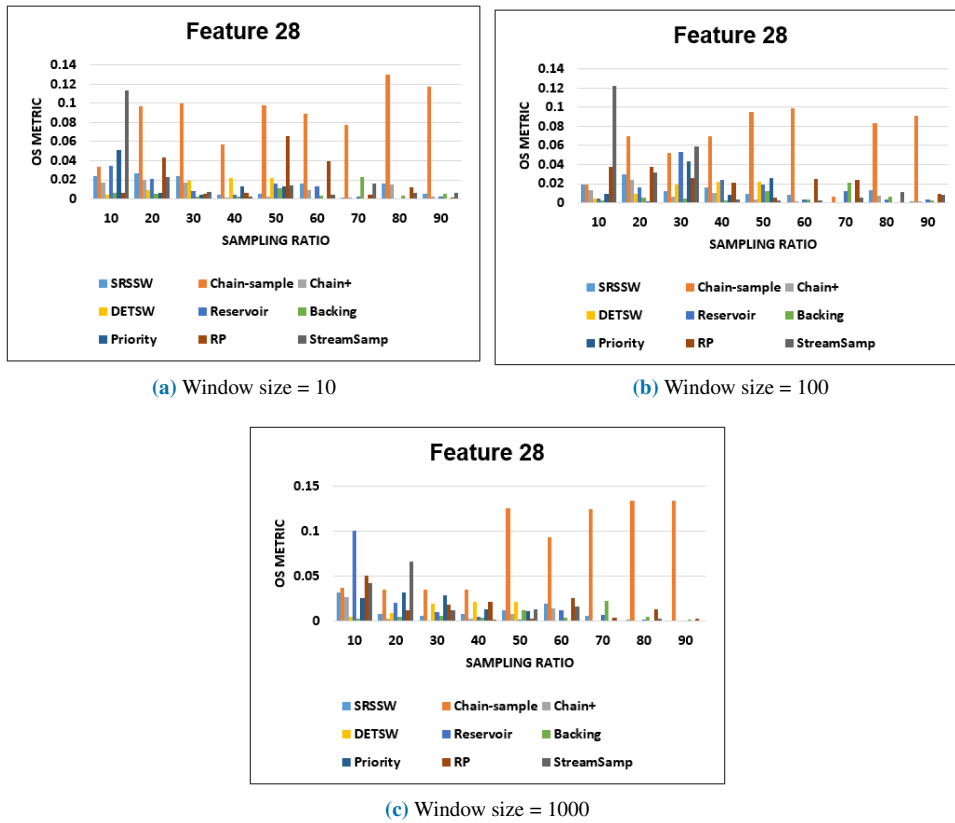 Feature 28
0.14
0.12
0.1
0.08
0.06
0.04
0.02
0
OS METRIC
10 20 30 40 50 60 70 80 90
SAMPLING RATIO
SRSSW Chain-sample Chain+
DETSW Reservoir Backing
Priority RP StreamSamp
(a) Window size = 10
Feature 28
0.14
0.12
0.1
0.08
0.06
0.04
0.02
0
OS METRIC
10 20 30 40 50 60 70 80 90
SAMPLING RATIO
SRSSW Chain-sample Chain+
DETSW Reservoir Backing
Priority RP StreamSamp
(b) Window size = 100
Feature 28
0.15
0.1
0.05
0
OS METRIC
10 20 30 40 50 60 70 80 90
SAMPLING RATIO
SRSSW Chain-sample Chain+
DETSW Reservoir Backing
Priority RP StreamSamp
(c) Window size = 1000